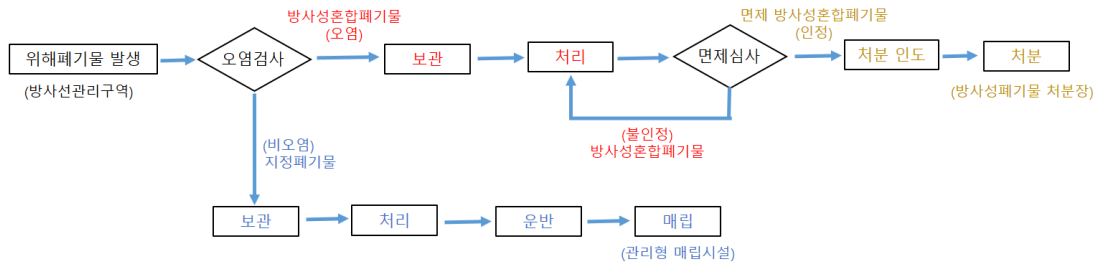 위해폐기물 발생
(방사선관리구역)
오염검사
방사성혼합폐기물
(오염)
보관
처리
면제심사
면제 방사성혼합폐기물
(인정)
처분 인도
처분
(방사성폐기물 처분장)
(불인정)
방사성혼합폐기물
(비오염)
지정폐기물
보관
처리
운반
매립
(관리형 매립시설)